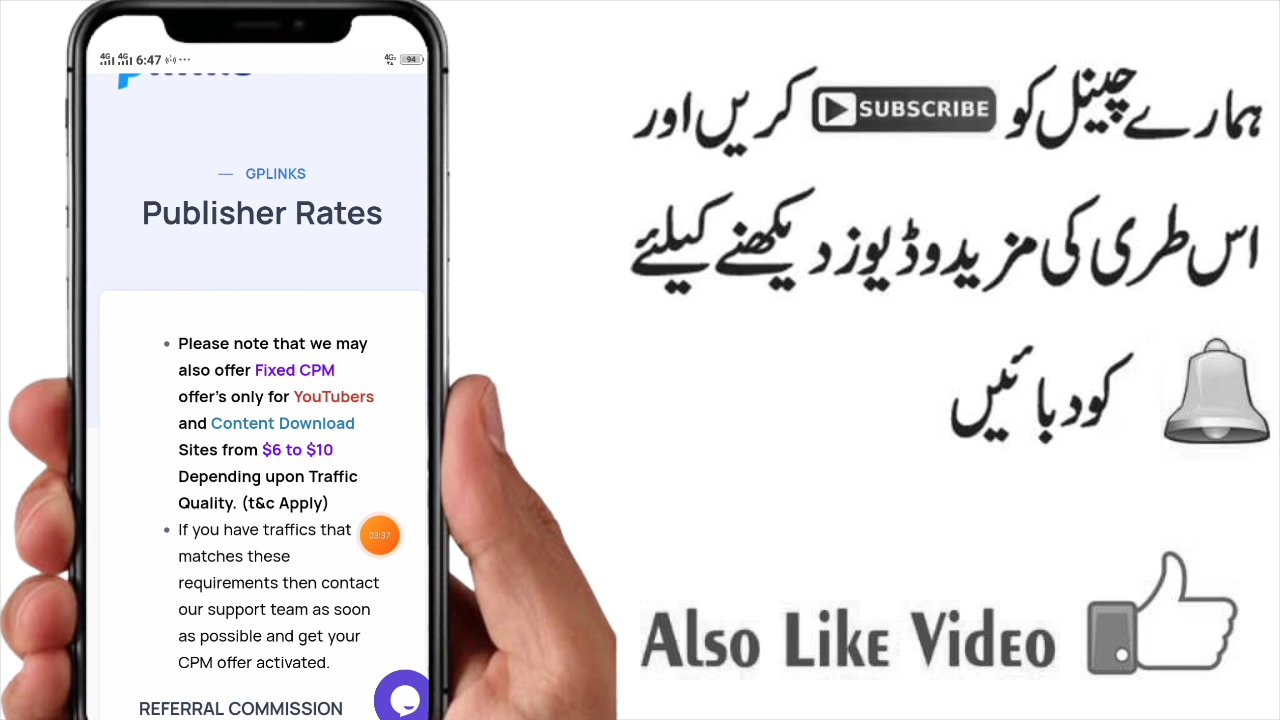 4G 4G 6:47
4G 94
GPLINKS
Publisher Rates
Please note that we may
also offer Fixed CPM
offer's only for YouTubers
and Content Download
Sites from $6 to $10
Depending upon Traffic
Quality. (t&c Apply)
If you have traffics that
matches these
requirements then contact
our support team as soon
as possible and get your
CPM offer activated.
REFERRAL COMMISSION
03:37
ہمارے چینل کو SUBSCRIBE کریں اور
اس طری کی مزید وڈیوز دیکھنے کیلئے
کو دبائیں
Also Like Video